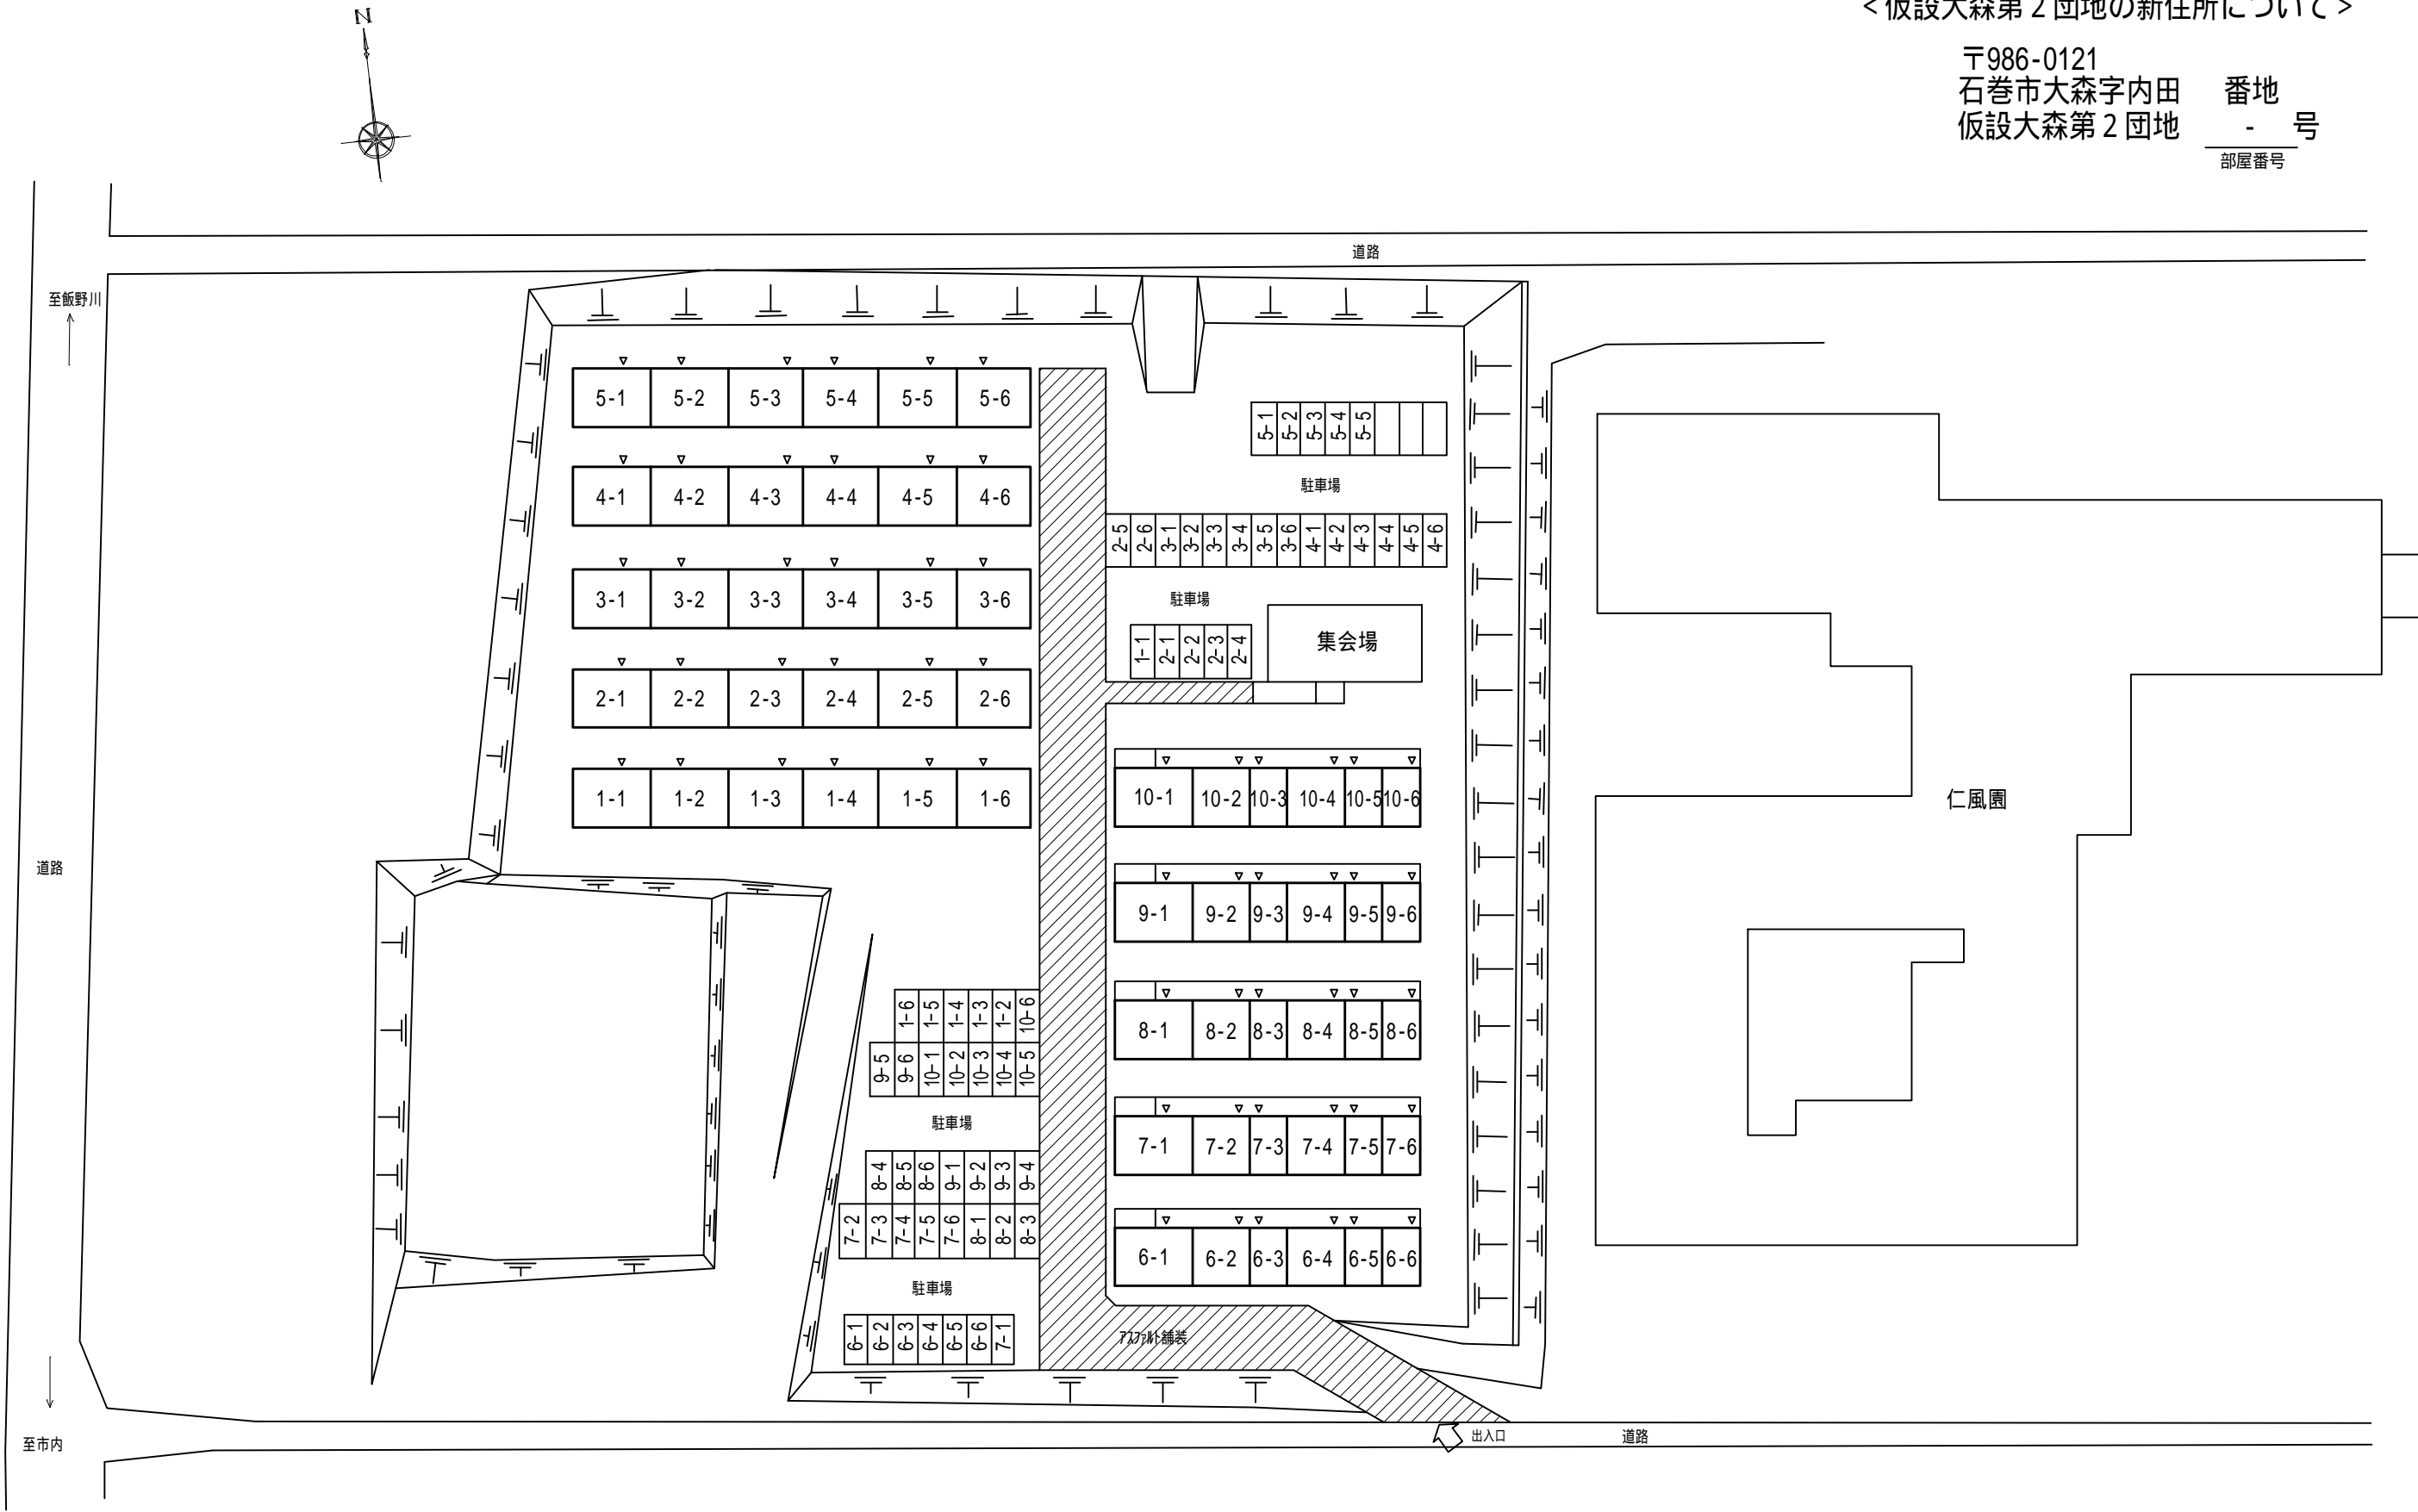 <仮設大森第2団地の新住所について>
〒986-0121
石巻市大森字内田 番地
仮設大森第2団地 - 号
部屋番号
N
道路
至飯野川
5-1 5-2 5-3 5-4 5-5 5-6
5-1 5-2 5-3 5-4 5-5
駐車場
4-1 4-2 4-3 4-4 4-5 4-6
2-5 2-6 3-1 3-2 3-3 3-4 3-5 3-6 4-1 4-2 4-3 4-4 4-5 4-6
駐車場
3-1 3-2 3-3 3-4 3-5 3-6
1-1 2-1 2-2 2-3 2-4
集会場
2-1 2-2 2-3 2-4 2-5 2-6
1-1 1-2 1-3 1-4 1-5 1-6
10-1 10-2 10-3 10-4 10-5 10-6
仁風園
道路
9-1 9-2 9-3 9-4 9-5 9-6
1-6 1-5 1-4 1-3 1-2 10-6
9-5 9-6 10-1 10-2 10-3 10-4 10-5
8-1 8-2 8-3 8-4 8-5 8-6
駐車場
7-1 7-2 7-3 7-4 7-5 7-6
8-4 8-5 8-6 9-1 9-2 9-3 9-4
7-2 7-3 7-4 7-5 7-6 8-1 8-2 8-3
6-1 6-2 6-3 6-4 6-5 6-6
駐車場
6-1 6-2 6-3 6-4 6-5 6-6 7-1
アスファルト舗装
至市内
出入口
道路